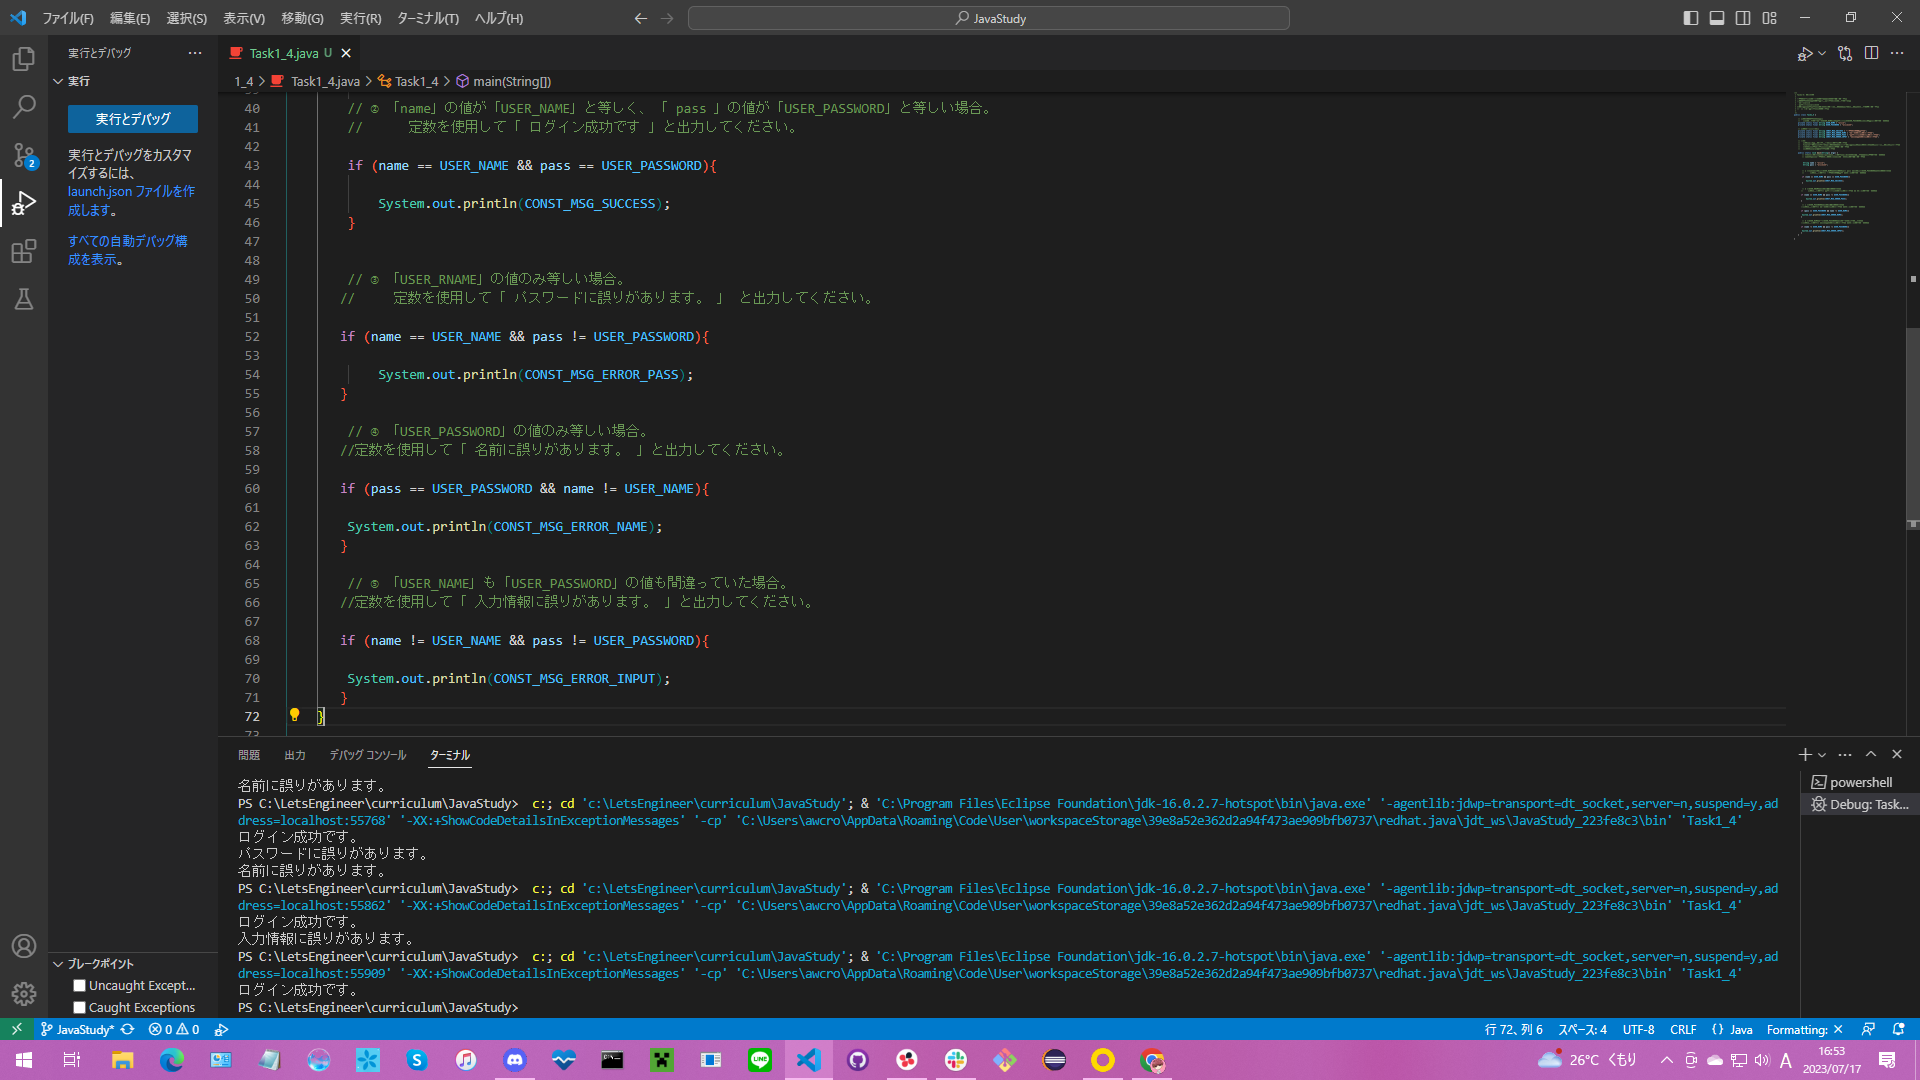 ファイル(F) 編集(E) 選択(S) 表示(V) 移動(G) 実行(R) ターミナル(T) ヘルプ(H)
JavaStudy
実行とデバッグ
実行
実行とデバッグ
実行とデバッグをカスタマ
イズするには、
launch.json ファイルを作
成します。
すべての自動デバッグ構
成を表示。
Task1_4.java U
1_4 > Task1_4.java > Task1_4 > main(String[])
40 // ② 「name」の値が「USER_NAME」と等しく、「 pass 」の値が「USER_PASSWORD」と等しい場合。
41 // 定数を使用して「 ログイン成功です 」と出力してください。
42
43 if (name == USER_NAME && pass == USER_PASSWORD){
44
45 System.out.println(CONST_MSG_SUCCESS);
46 }
47
48
49 // ③ 「USER_RNAME」の値のみ等しい場合。
50 // 定数を使用して「 パスワードに誤りがあります。 」 と出力してください。
51
52 if (name == USER_NAME && pass != USER_PASSWORD){
53
54 System.out.println(CONST_MSG_ERROR_PASS);
55 }
56
57 // ④ 「USER_PASSWORD」の値のみ等しい場合。
58 //定数を使用して「 名前に誤りがあります。 」と出力してください。
59
60 if (pass == USER_PASSWORD && name != USER_NAME){
61
62 System.out.println(CONST_MSG_ERROR_NAME);
63 }
64
65 // ⑤ 「USER_NAME」も「USER_PASSWORD」の値も間違っていた場合。
66 //定数を使用して「 入力情報に誤りがあります。 」と出力してください。
67
68 if (name != USER_NAME && pass != USER_PASSWORD){
69
70 System.out.println(CONST_MSG_ERROR_INPUT);
71 }
72 }
73
問題 出力 デバッグ コンソール ターミナル
名前に誤りがあります。
PS C:\LetsEngineer\curriculum\JavaStudy> c:; cd 'c:\LetsEngineer\curriculum\JavaStudy'; & 'C:\Program Files\Eclipse Foundation\jdk-16.0.2.7-hotspot\bin\java.exe' '-agentlib:jdwp=transport=dt_socket,server=n,suspend=y,ad
dress=localhost:55768' '-XX:+ShowCodeDetailsInExceptionMessages' '-cp' 'C:\Users\awcro\AppData\Roaming\Code\User\workspaceStorage\39e8a52e362d2a94f473ae909bfb0737\redhat.java\jdt_ws\JavaStudy_223fe8c3\bin' 'Task1_4'
ログイン成功です。
パスワードに誤りがあります。
名前に誤りがあります。
PS C:\LetsEngineer\curriculum\JavaStudy> c:; cd 'c:\LetsEngineer\curriculum\JavaStudy'; & 'C:\Program Files\Eclipse Foundation\jdk-16.0.2.7-hotspot\bin\java.exe' '-agentlib:jdwp=transport=dt_socket,server=n,suspend=y,ad
dress=localhost:55862' '-XX:+ShowCodeDetailsInExceptionMessages' '-cp' 'C:\Users\awcro\AppData\Roaming\Code\User\workspaceStorage\39e8a52e362d2a94f473ae909bfb0737\redhat.java\jdt_ws\JavaStudy_223fe8c3\bin' 'Task1_4'
ログイン成功です。
入力情報に誤りがあります。
PS C:\LetsEngineer\curriculum\JavaStudy> c:; cd 'c:\LetsEngineer\curriculum\JavaStudy'; & 'C:\Program Files\Eclipse Foundation\jdk-16.0.2.7-hotspot\bin\java.exe' '-agentlib:jdwp=transport=dt_socket,server=n,suspend=y,ad
dress=localhost:55909' '-XX:+ShowCodeDetailsInExceptionMessages' '-cp' 'C:\Users\awcro\AppData\Roaming\Code\User\workspaceStorage\39e8a52e362d2a94f473ae909bfb0737\redhat.java\jdt_ws\JavaStudy_223fe8c3\bin' 'Task1_4'
ログイン成功です。
PS C:\LetsEngineer\curriculum\JavaStudy>
powershell
Debug: Task...
ブレークポイント
Uncaught Except...
Caught Exceptions
JavaStudy* 0 0
行 72、列 6 スペース: 4 UTF-8 CRLF {} Java Formatting: ×
2
26°C くもり A 16:53
2023/07/17